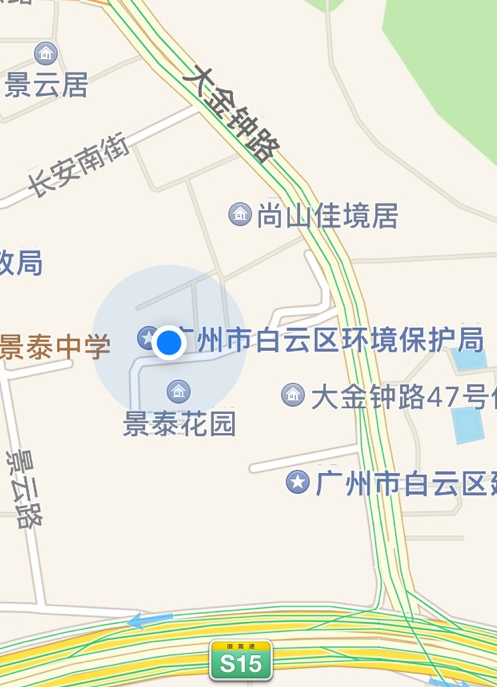 景云居
大金钟路
长安南街
尚山佳境居
政局
广州市白云区环境保护局
景泰中学
大金钟路47号
景泰花园
景云路
广州市白云区
S15